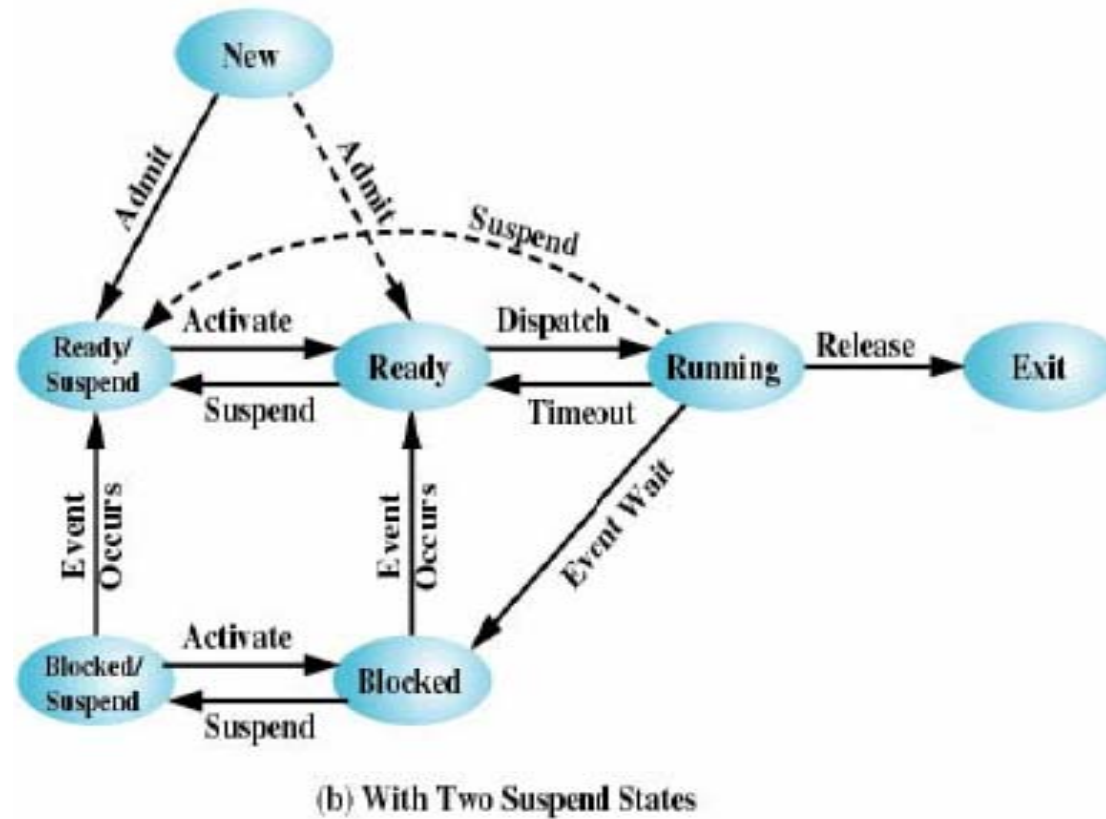 New
Admit
Admit
Suspend
Activate
Dispatch
Ready/
Suspend
Ready
Running
Release
Exit
Suspend
Timeout
Event
Occurs
Event
Occurs
Event Wait
Activate
Blocked/
Suspend
Blocked
Suspend
(b) With Two Suspend States